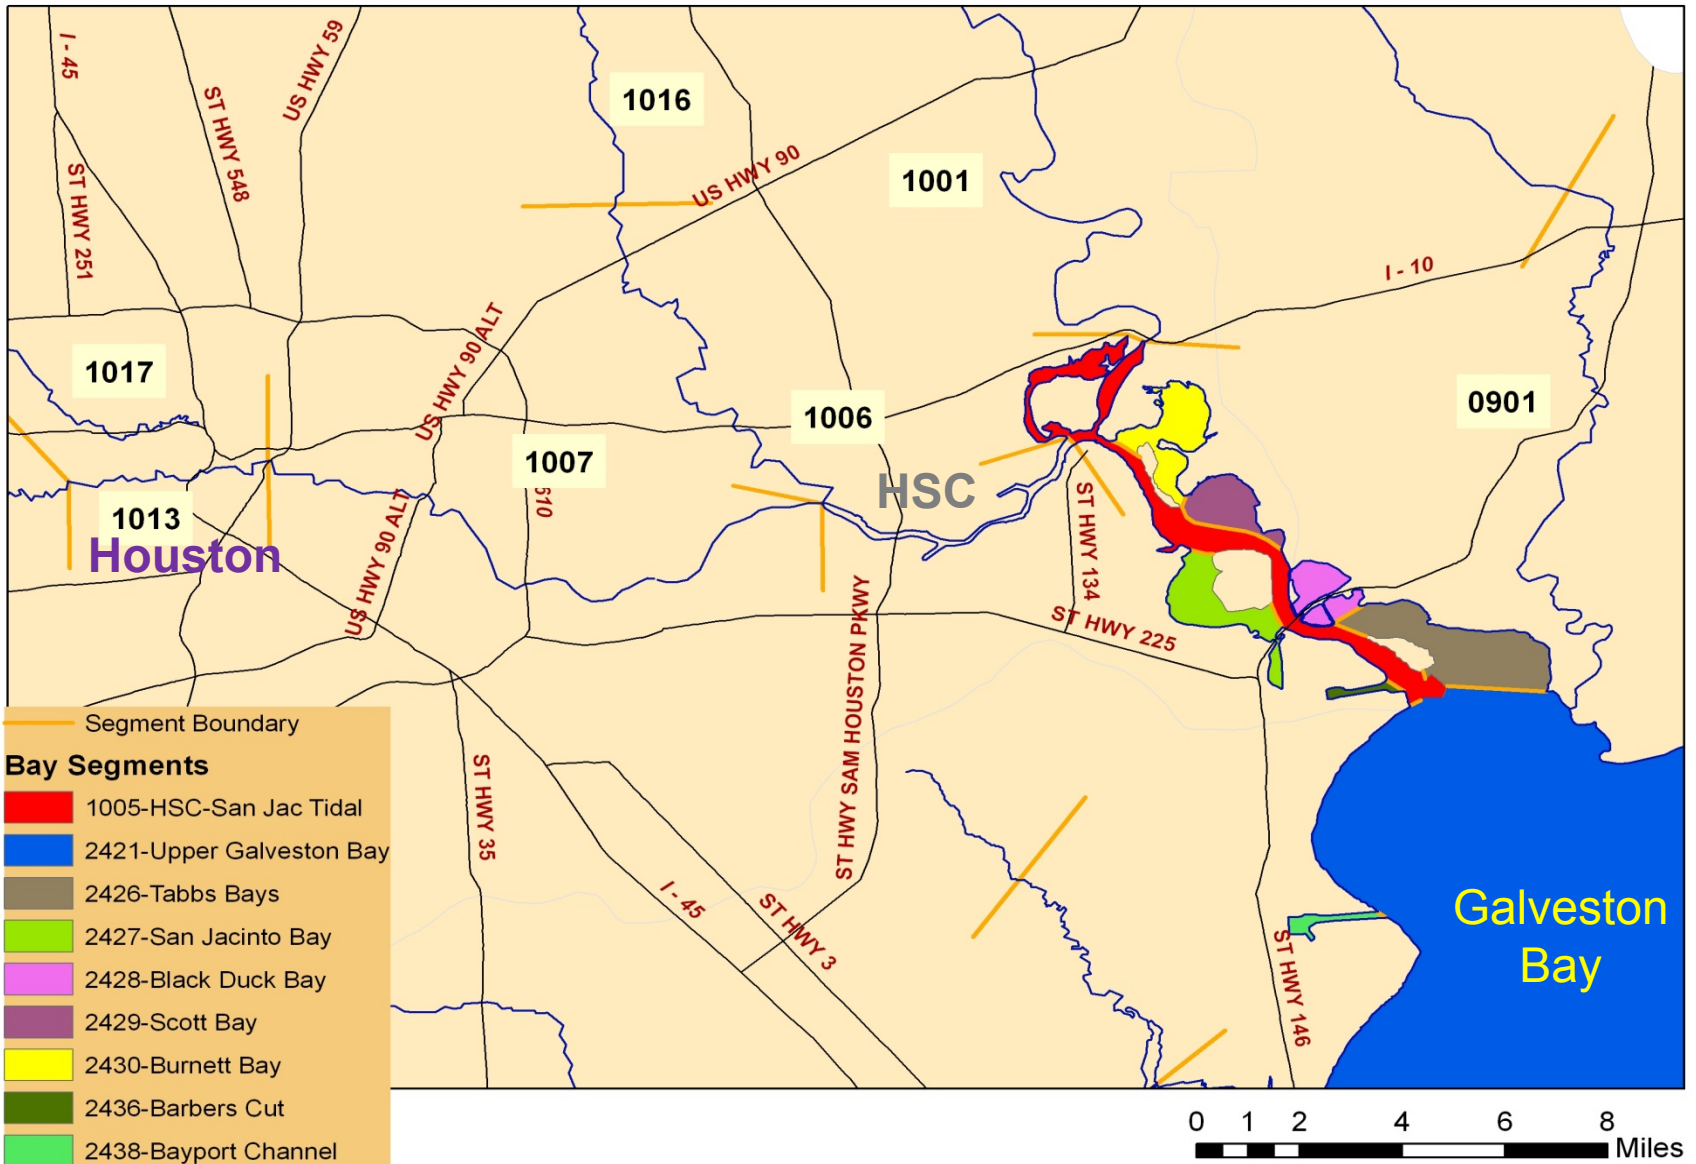 I - 45
ST HWY 548
US HWY 59
1016
US HWY 90
1001
ST HWY 251
I - 10
US HWY 90 ALT
1017
1006
0901
1007
610
HSC
1013
Houston
US HWY 90 ALT
ST HWY 134
ST HWY 225
ST HWY SAM HOUSTON PKWY
ST HWY 35
I - 45
ST HWY 3
ST HWY 146
Galveston
Bay
Segment Boundary
Bay Segments
1005-HSC-San Jac Tidal
2421-Upper Galveston Bay
2426-Tabbs Bays
2427-San Jacinto Bay
2428-Black Duck Bay
2429-Scott Bay
2430-Burnett Bay
2436-Barbers Cut
2438-Bayport Channel
0 1 2 4 6 8
Miles